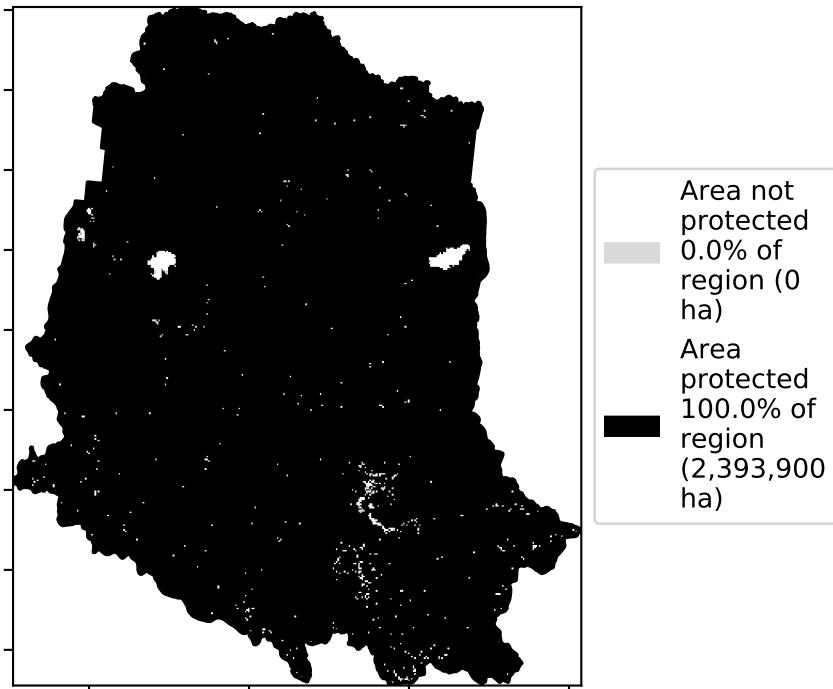 Area not
protected
0.0% of
region (0
ha)
Area
protected
100.0% of
region
(2,393,900
ha)